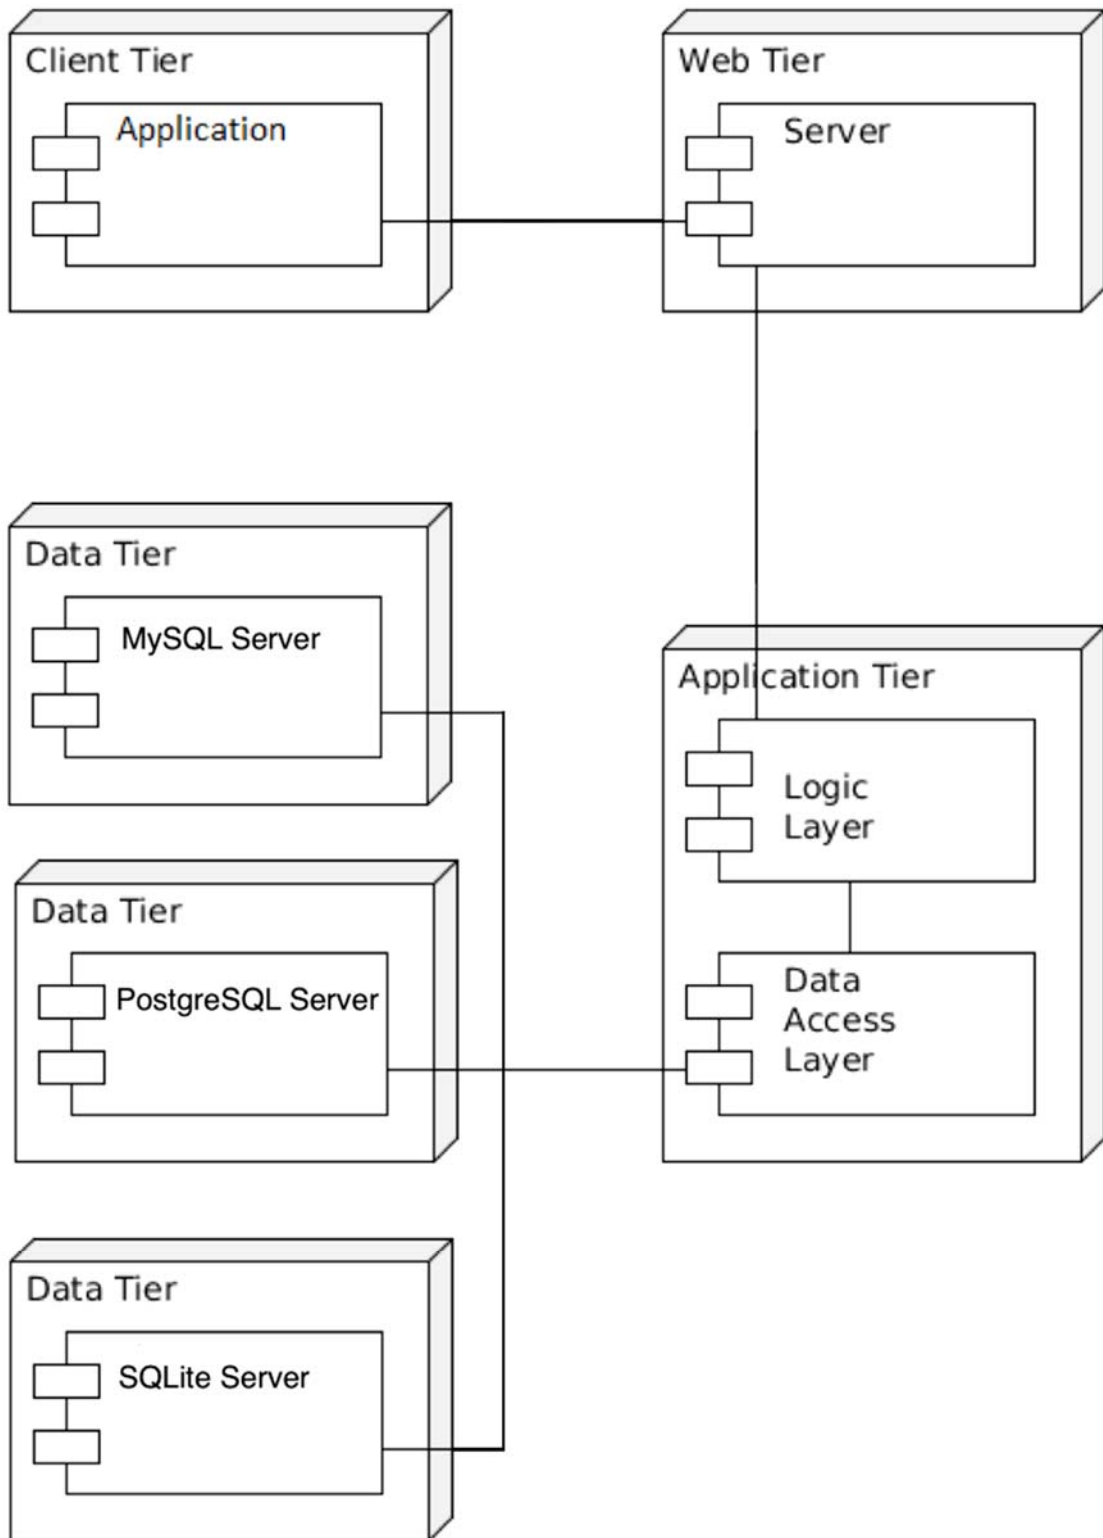 Client Tier
Application
Web Tier
Server
Data Tier
MySQL Server
Application Tier
Logic
Layer
Data Tier
PostgreSQL Server
Data
Access
Layer
Data Tier
SQLite Server